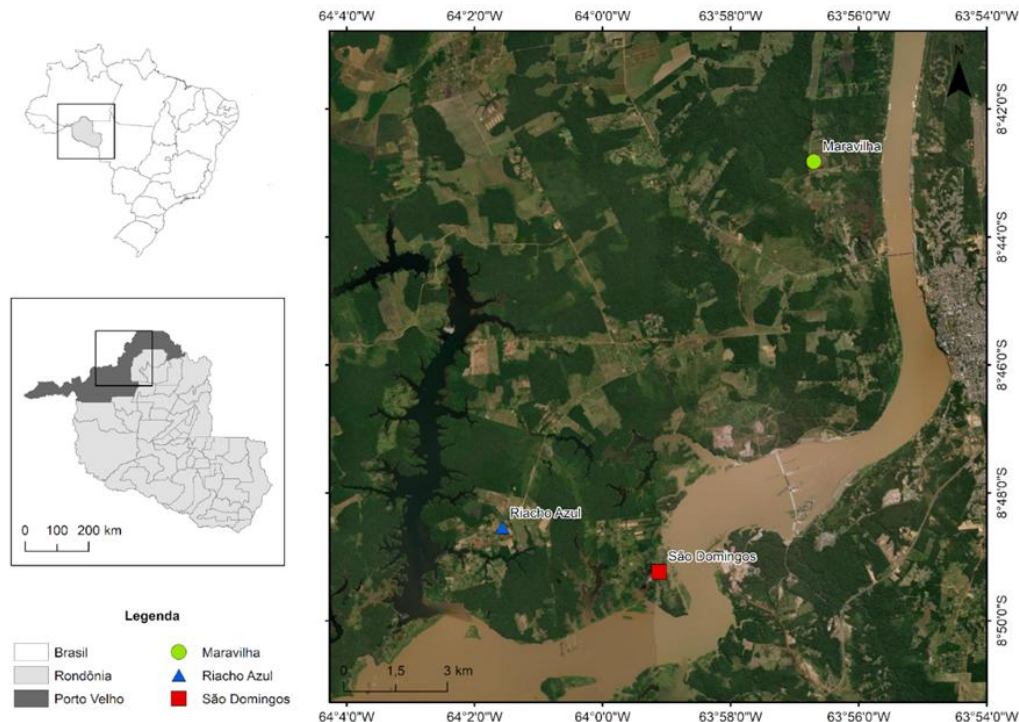 64°4'0"W 64°2'0"W 64°0'0"W 63°58'0"W 63°56'0"W 63°54'0"W
N
8°42'0"S
Maravilha
8°44'0"S
8°46'0"S
8°48'0"S
Riacho Azul
São Domingos
8°50'0"S
0 100 200 km
0 1,5 3 km
Legenda
Brasil
Rondônia
Porto Velho
Maravilha
Riacho Azul
São Domingos
64°4'0"W 64°2'0"W 64°0'0"W 63°58'0"W 63°56'0"W 63°54'0"W